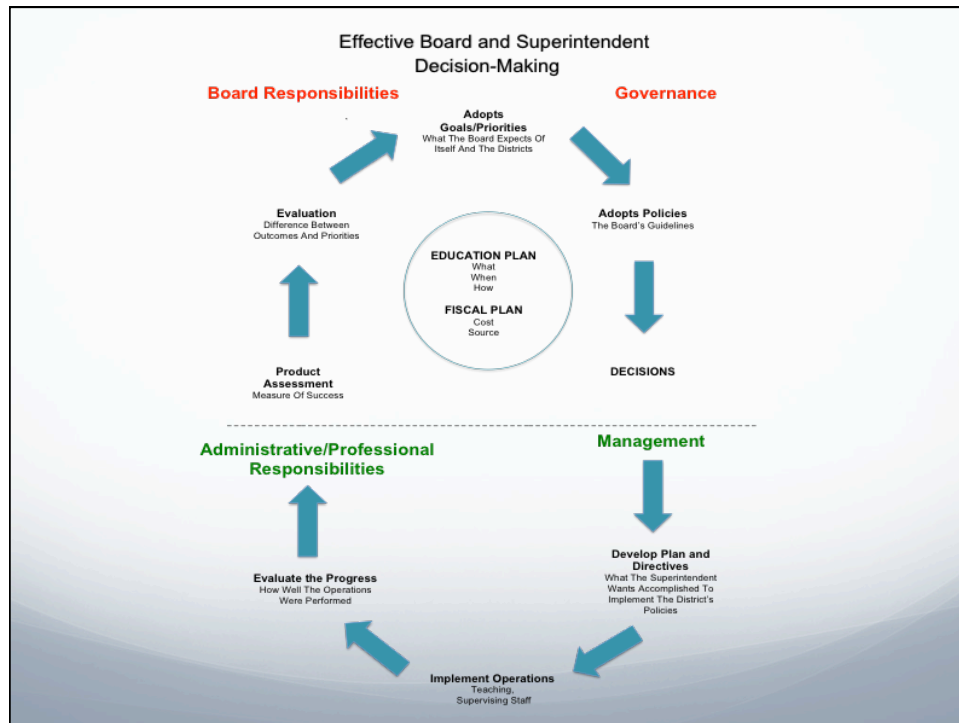 Effective Board and Superintendent
Decision-Making
Board Responsibilities
Governance
Adopts
Goals/Priorities
What The Board Expects Of
Itself And The Districts
Evaluation
Difference Between
Outcomes And Priorities
Adopts Policies
The Board's Guidelines
EDUCATION PLAN
What
When
How
FISCAL PLAN
Cost
Source
Product
Assessment
Measure Of Success
DECISIONS
Administrative/Professional
Responsibilities
Management
Evaluate the Progress
How Well The Operations
Were Performed
Develop Plan and
Directives
What The Superintendent
Wants Accomplished To
Implement The District's
Policies
Implement Operations
Teaching,
Supervising Staff